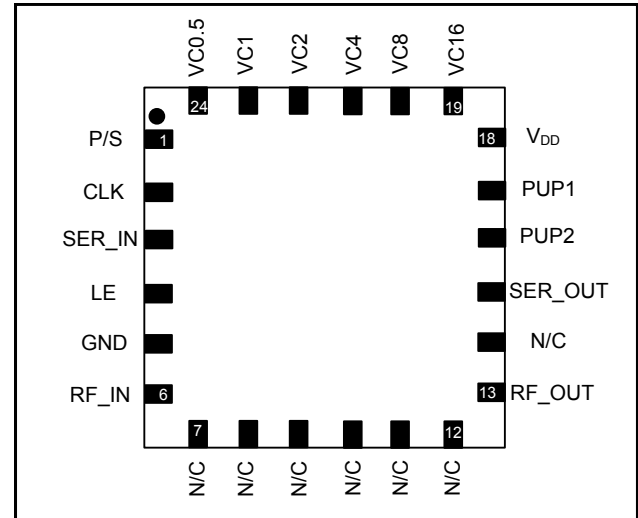 VC0.5 VC1 VC2 VC4 VC8 VC16
24 19
P/S 1 18 VDD
CLK PUP1
SER_IN PUP2
LE SER_OUT
GND N/C
RF_IN 6 13 RF_OUT
7 12
N/C N/C N/C N/C N/C N/C